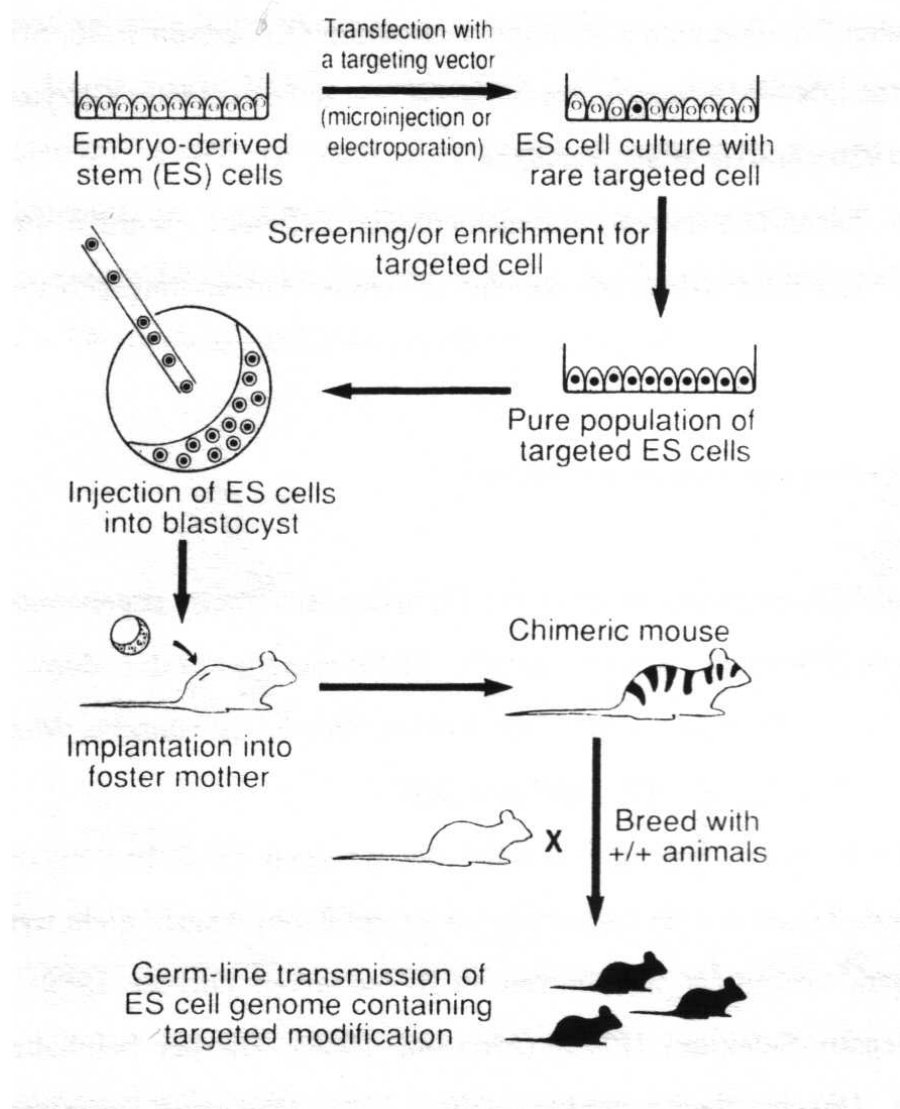 Transfection with
a targeting vector
(microinjection or
electroporation)
Embryo-derived
stem (ES) cells
ES cell culture with
rare targeted cell
Screening/or enrichment for
targeted cell
Pure population of
targeted ES cells
Injection of ES cells
into blastocyst
Implantation into
foster mother
Chimeric mouse
X
Breed with
+/+ animals
Germ-line transmission of
ES cell genome containing
targeted modification